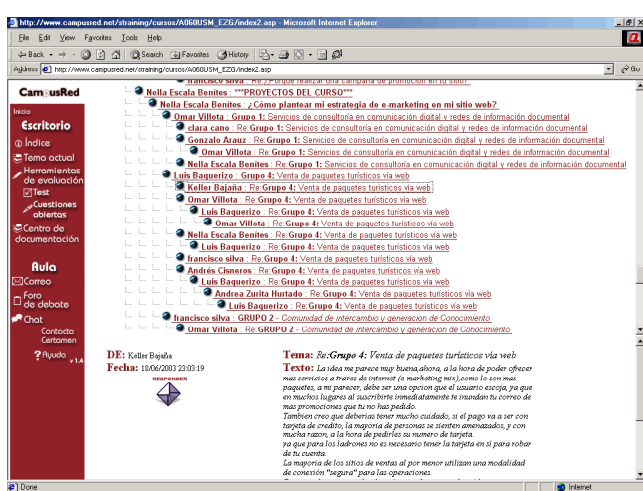 http://www.campusred.net/straining/cursos/A060USM_EZG/index2.asp - Microsoft Internet Explorer
File Edit View Favorites Tools Help
Back Search Favorites History
Address http://www.campusred.net/straining/cursos/A060USM_EZG/index2.asp Go
CampusRed
Inicio
Escritorio
Índice
Tema actual
Herramientas
de evaluación
Test
Cuestiones
abiertas
Centro de
documentación
Aula
Correo
Foro
de debate
Chat
Contacta
Certamen
Ayuda v 1.4
francisco silva : Re:¿Porque realizar una campaña de promoción en tu sitio?
Nella Escala Benítes : ***PROYECTOS DEL CURSO***
Nella Escala Benítes : ¿Cómo plantear mi estrategia de e-marketing en mi sitio web?
Omar Villota : Grupo 1: Servicios de consultoría en comunicación digital y redes de información documental
clara cano : Re:Grupo 1: Servicios de consultoría en comunicación digital y redes de información documental
Gonzalo Arauz : Re:Grupo 1: Servicios de consultoría en comunicación digital y redes de información documental
Omar Villota : Re:Grupo 1: Servicios de consultoría en comunicación digital y redes de información documental
Nella Escala Benítes : Re:Grupo 1: Servicios de consultoría en comunicación digital y redes de información documental
Luis Baquerizo : Grupo 4: Venta de paquetes turísticos vía web
Keller Bajaña : Re:Grupo 4: Venta de paquetes turísticos vía web
Omar Villota : Re:Grupo 4: Venta de paquetes turísticos vía web
Luis Baquerizo : Re:Grupo 4: Venta de paquetes turísticos vía web
Omar Villota : Re:Grupo 4: Venta de paquetes turísticos vía web
Nella Escala Benítes : Re:Grupo 4: Venta de paquetes turísticos vía web
Luis Baquerizo : Re:Grupo 4: Venta de paquetes turísticos vía web
francisco silva : Re:Grupo 4: Venta de paquetes turísticos vía web
Andrés Cisneros : Re:Grupo 4: Venta de paquetes turísticos vía web
Luis Baquerizo : Re:Grupo 4: Venta de paquetes turísticos vía web
Andrea Zurita Hurtado : Re:Grupo 4: Venta de paquetes turísticos vía web
Luis Baquerizo : Re:Grupo 4: Venta de paquetes turísticos vía web
francisco silva : GRUPO 2 - Comunidad de intercambio y generacion de Conocimiento
Omar Villota : Re:GRUPO 2 - Comunidad de intercambio y generacion de Conocimiento
DE: Keller Bajaña
Fecha: 18/06/2003 23:03:19
RESPONDER
Tema: Re:Grupo 4: Venta de paquetes turísticos vía web
Texto: La idea me parece muy buena,ahora, a la hora de poder ofrecer
mas servicios a traves de internet (o marketing mix),como lo son mas
paquetes, a mi parecer, debe ser una opcion que el usuario escoja, ya que
en muchos lugares al suscribirte inmediatamente te inundan tu correo de
mas promociones que tu no has pedido.
Tambien creo que deberias tener mucho cuidado, si el pago va a ser con
tarjeta de credito, la mayoria de personas se sienten amenazados, y con
mucha razon, a la hora de pedirles su numero de tarjeta.
ya que para los ladrones no es necesario tener la tarjeta en si para robar
de tu cuenta.
La mayoria de los sitios de ventas al por menor utilizan una modalidad
de conexión "segura" para las operaciones.
Done Internet